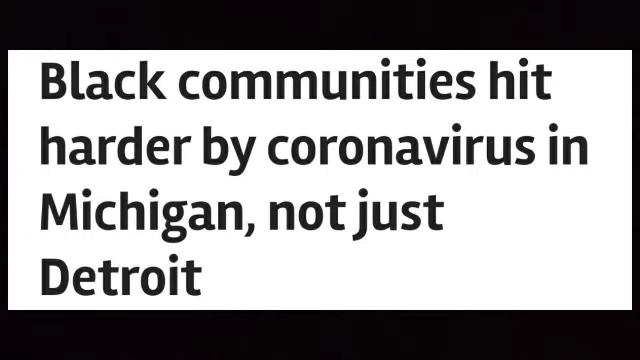 Black communities hit
harder by coronavirus in
Michigan, not just
Detroit